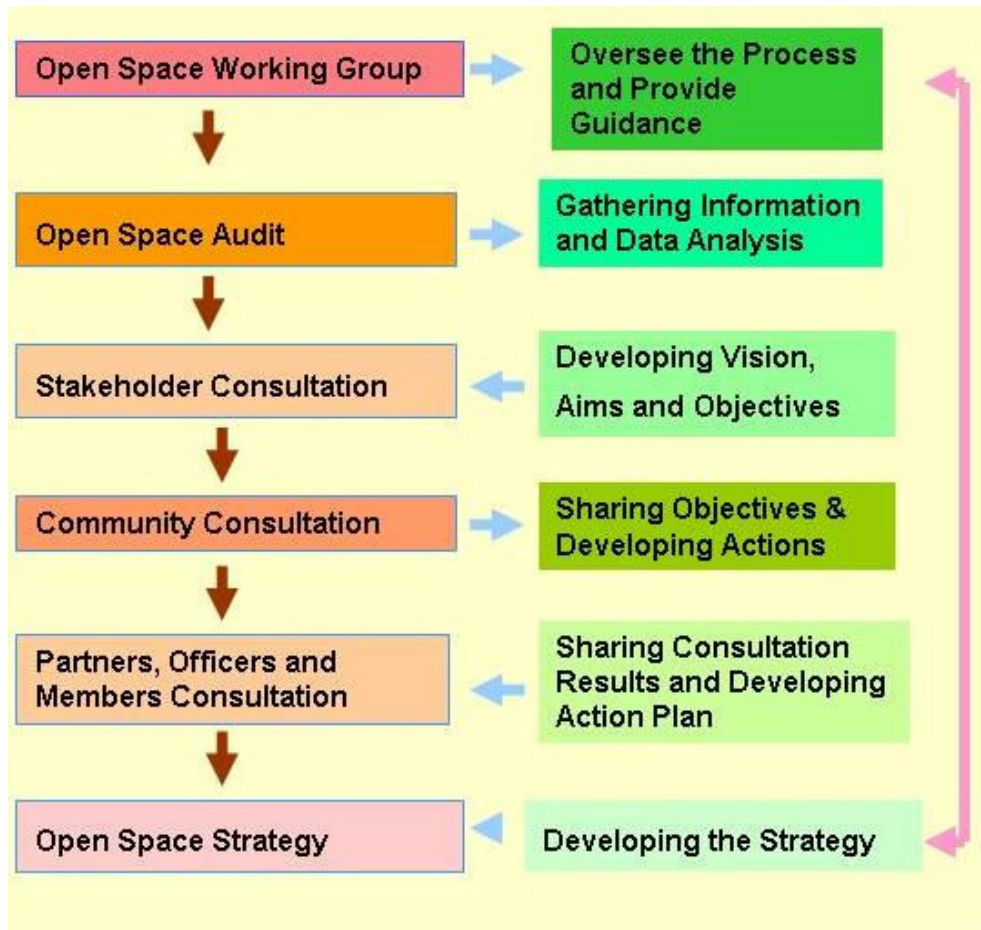 Open Space Working Group
Oversee the Process
and Provide
Guidance
Open Space Audit
Gathering Information
and Data Analysis
Stakeholder Consultation
Developing Vision,
Aims and Objectives
Community Consultation
Sharing Objectives &
Developing Actions
Partners, Officers and
Members Consultation
Sharing Consultation
Results and Developing
Action Plan
Open Space Strategy
Developing the Strategy